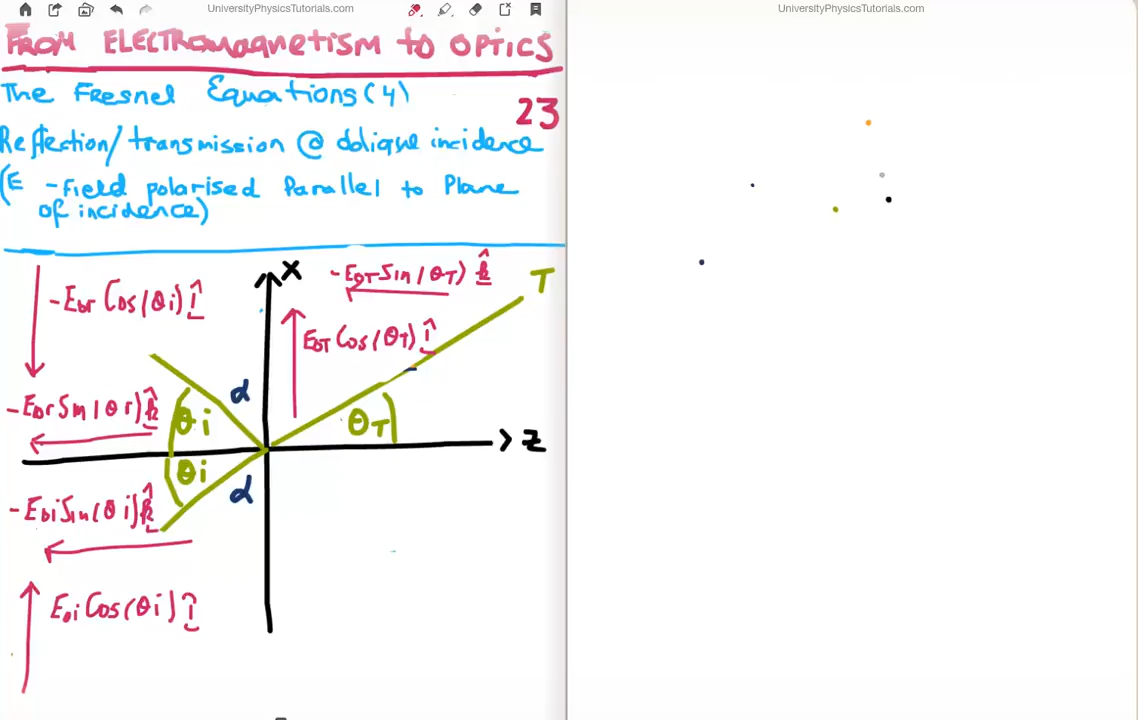 UniversityPhysicsTutorials.com
UniversityPhysicsTutorials.com
FROM ELECTROMAGNETISM to OPTICS
The Fresnel Equations(4)
23
Reflection/transmission @ oblique incidence
(E -field polarised Parallel to Plane
of incidence)
X
-E₀T Sin(θT) k̂
T
-E₀r Cos(θi) î
E₀T Cos(θT) î
α
-E₀r Sin(θr) k̂
θi
θT
Z
θi
α
-E₀i Sin(θi) k̂
E₀i Cos(θi) î